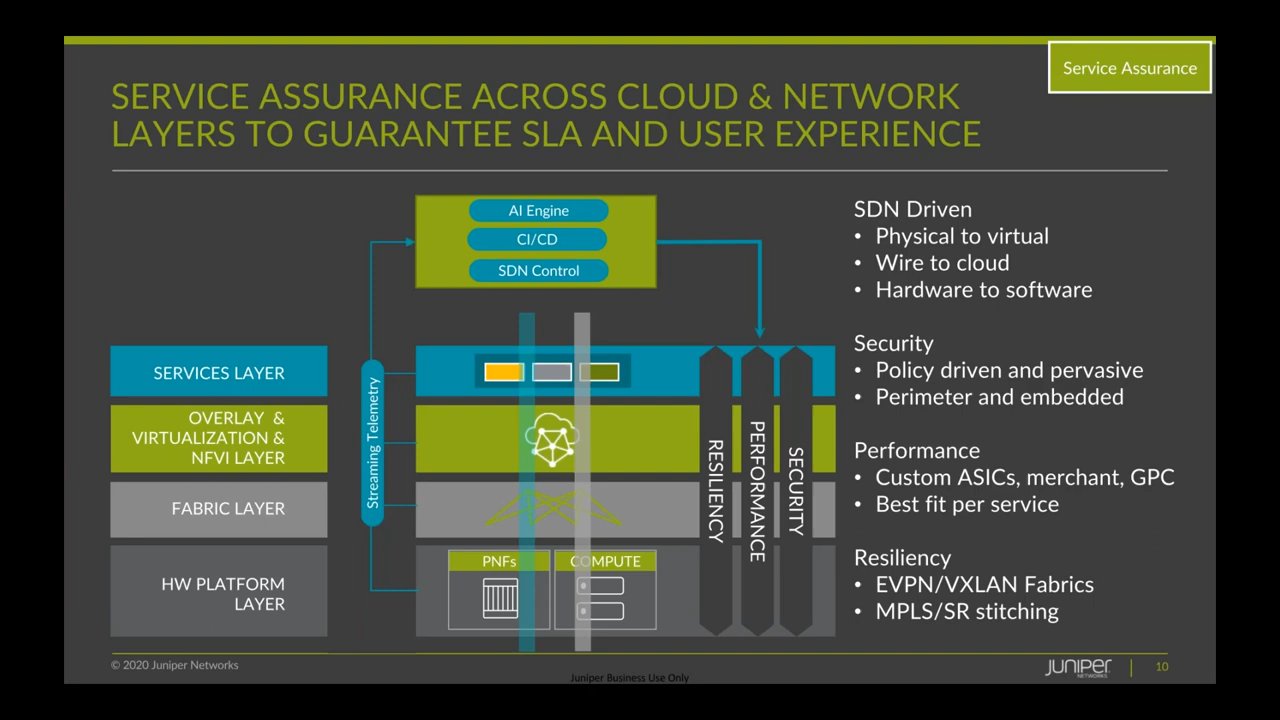 Service Assurance
SERVICE ASSURANCE ACROSS CLOUD & NETWORK
LAYERS TO GUARANTEE SLA AND USER EXPERIENCE
AI Engine
CI/CD
SDN Control
SERVICES LAYER
OVERLAY &
VIRTUALIZATION &
NFVI LAYER
FABRIC LAYER
HW PLATFORM
LAYER
Streaming Telemetry
PNFs
COMPUTE
RESILIENCY
PERFORMANCE
SECURITY
SDN Driven
• Physical to virtual
• Wire to cloud
• Hardware to software
Security
• Policy driven and pervasive
• Perimeter and embedded
Performance
• Custom ASICs, merchant, GPC
• Best fit per service
Resiliency
• EVPN/VXLAN Fabrics
• MPLS/SR stitching
© 2020 Juniper Networks
Juniper Business Use Only
JUNIPER
NETWORKS
10